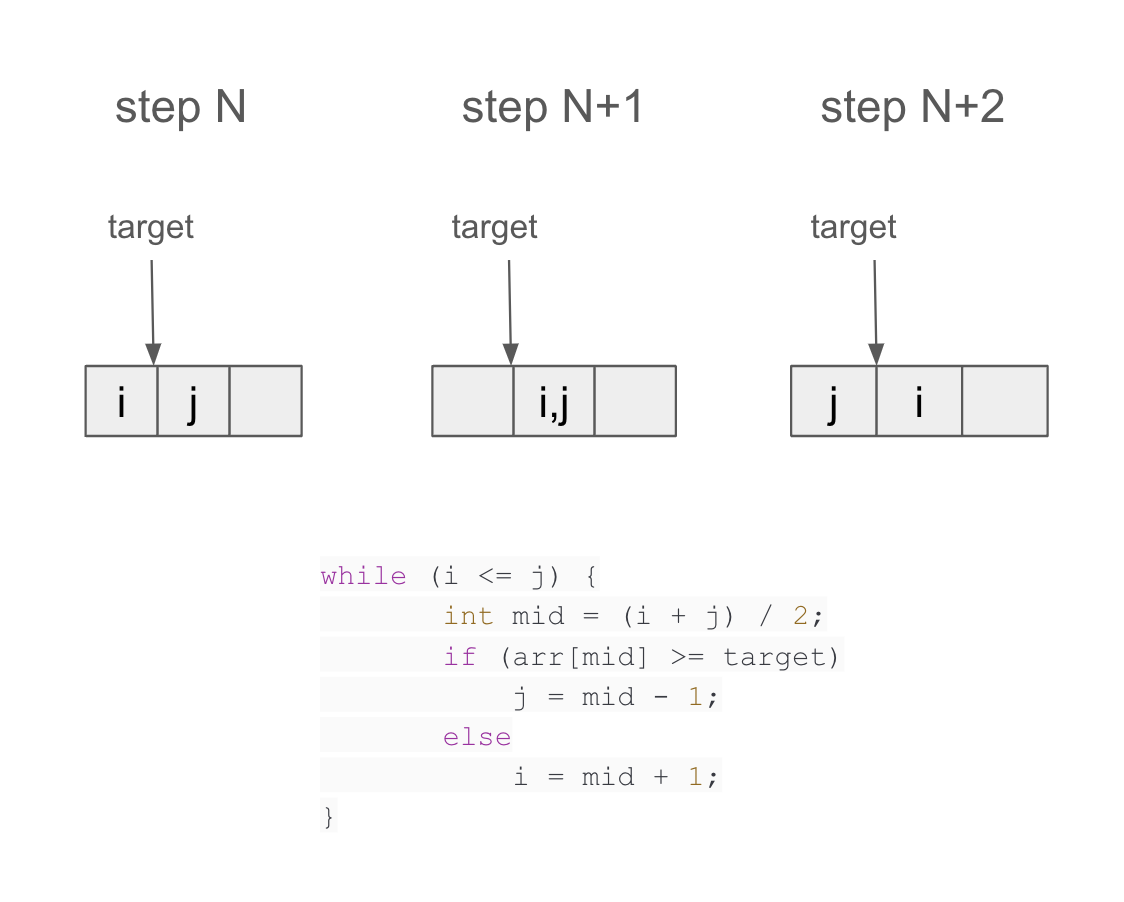 step N
step N+1
step N+2
target
target
target
i j
i,j
j i
while (i <= j) {
int mid = (i + j) / 2;
if (arr[mid] >= target)
j = mid - 1;
else
i = mid + 1;
}